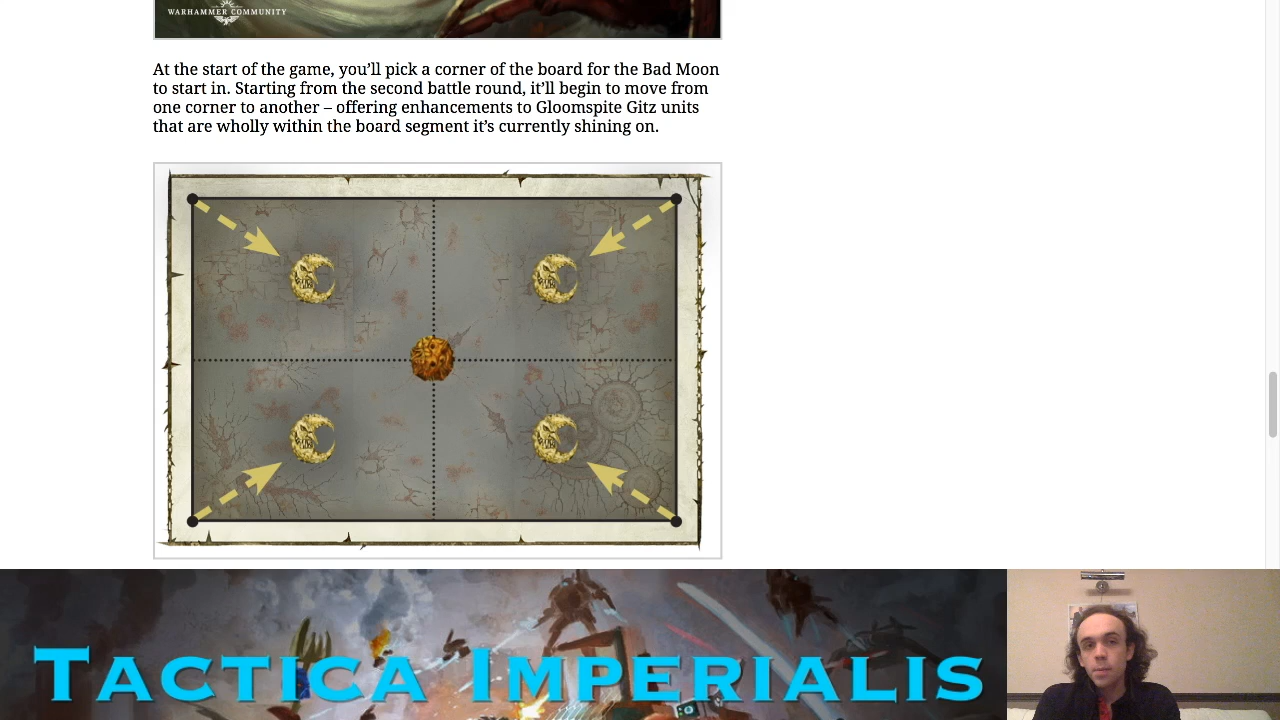 WARHAMMER COMMUNITY
At the start of the game, you’ll pick a corner of the board for the Bad Moon
to start in. Starting from the second battle round, it’ll begin to move from
one corner to another – offering enhancements to Gloomspite Gitz units
that are wholly within the board segment it’s currently shining on.
TACTICA IMPERIALIS